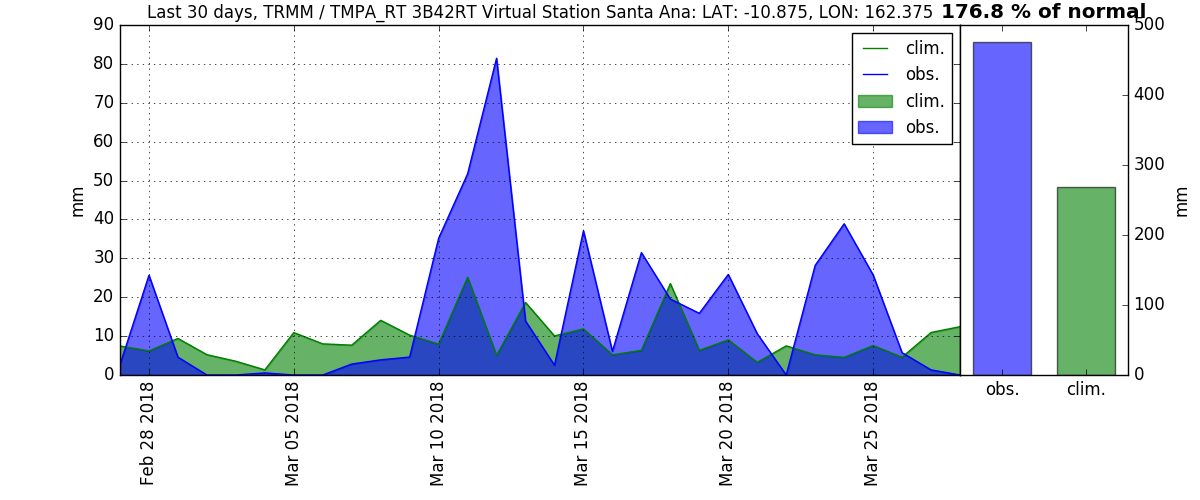 Last 30 days, TRMM / TMPA_RT 3B42RT Virtual Station Santa Ana: LAT: -10.875, LON: 162.375 176.8 % of normal
90
80
70
60
50
40
30
20
10
0
mm
clim.
obs.
clim.
obs.
Feb 28 2018
Mar 05 2018
Mar 10 2018
Mar 15 2018
Mar 20 2018
Mar 25 2018
500
400
300
200
100
0
mm
obs. clim.